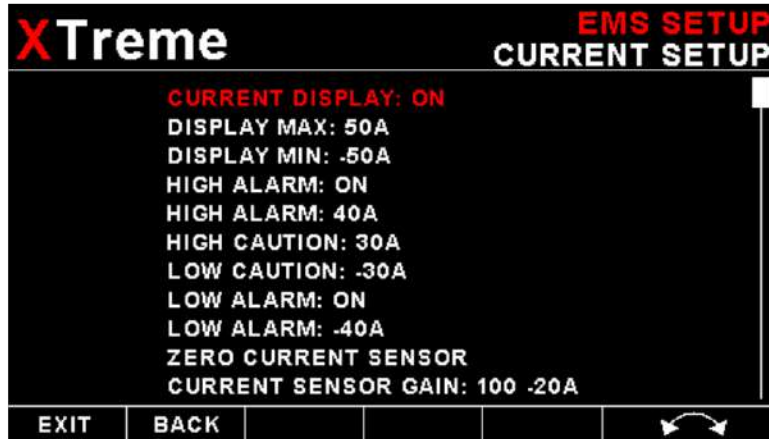 XTreme
EMS SETUP
CURRENT SETUP
CURRENT DISPLAY: ON
DISPLAY MAX: 50A
DISPLAY MIN: -50A
HIGH ALARM: ON
HIGH ALARM: 40A
HIGH CAUTION: 30A
LOW CAUTION: -30A
LOW ALARM: ON
LOW ALARM: -40A
ZERO CURRENT SENSOR
CURRENT SENSOR GAIN: 100 -20A
EXIT BACK